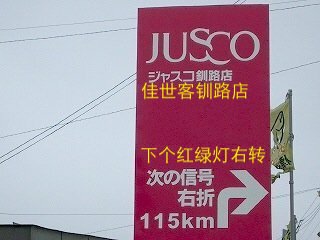 JUSCO
ジャスコ釧路店
佳世客钏路店
下个红绿灯右转
次の信号
右折
115km